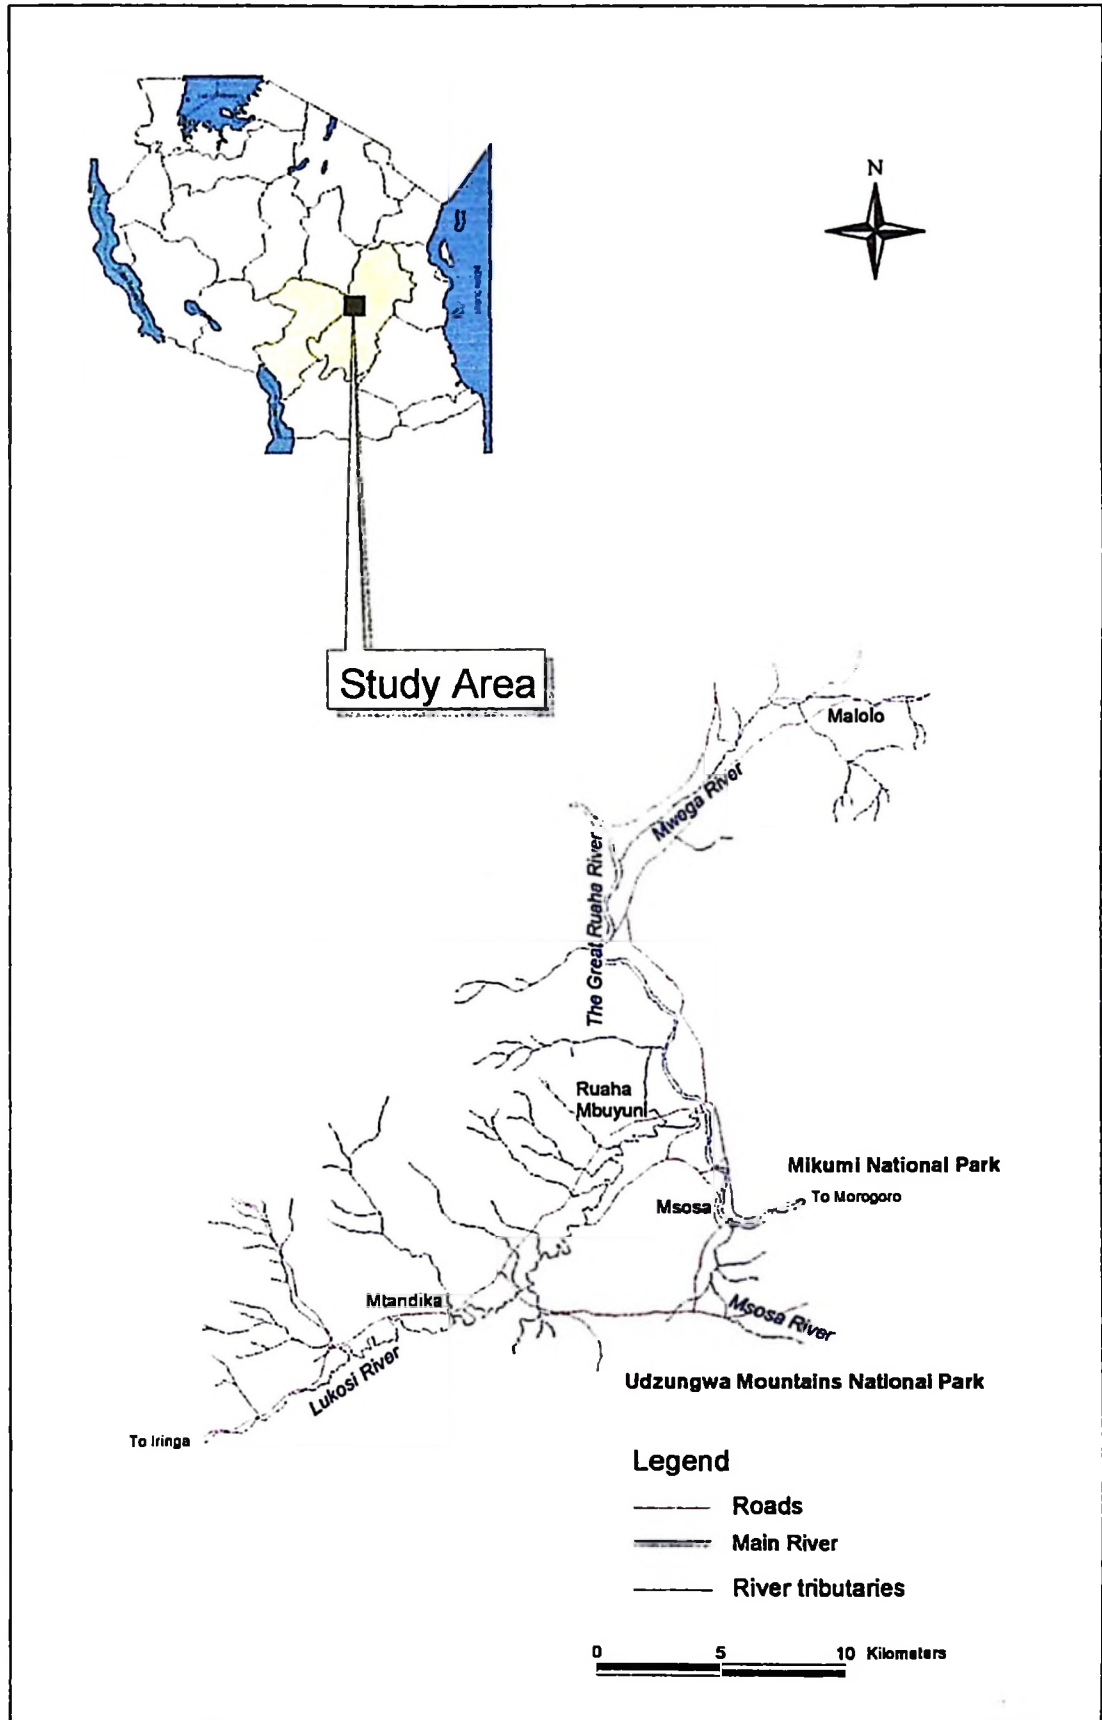 N
Study Area
Malolo
Mwega River
The Great Ruaha River
Ruaha
Mbuyuni
Mikumi National Park
To Morogoro
Msosa
Mtandika
Msosa River
Lukosi River
Udzungwa Mountains National Park
To Iringa
Legend
Roads
Main River
River tributaries
0 5 10 Kilometers